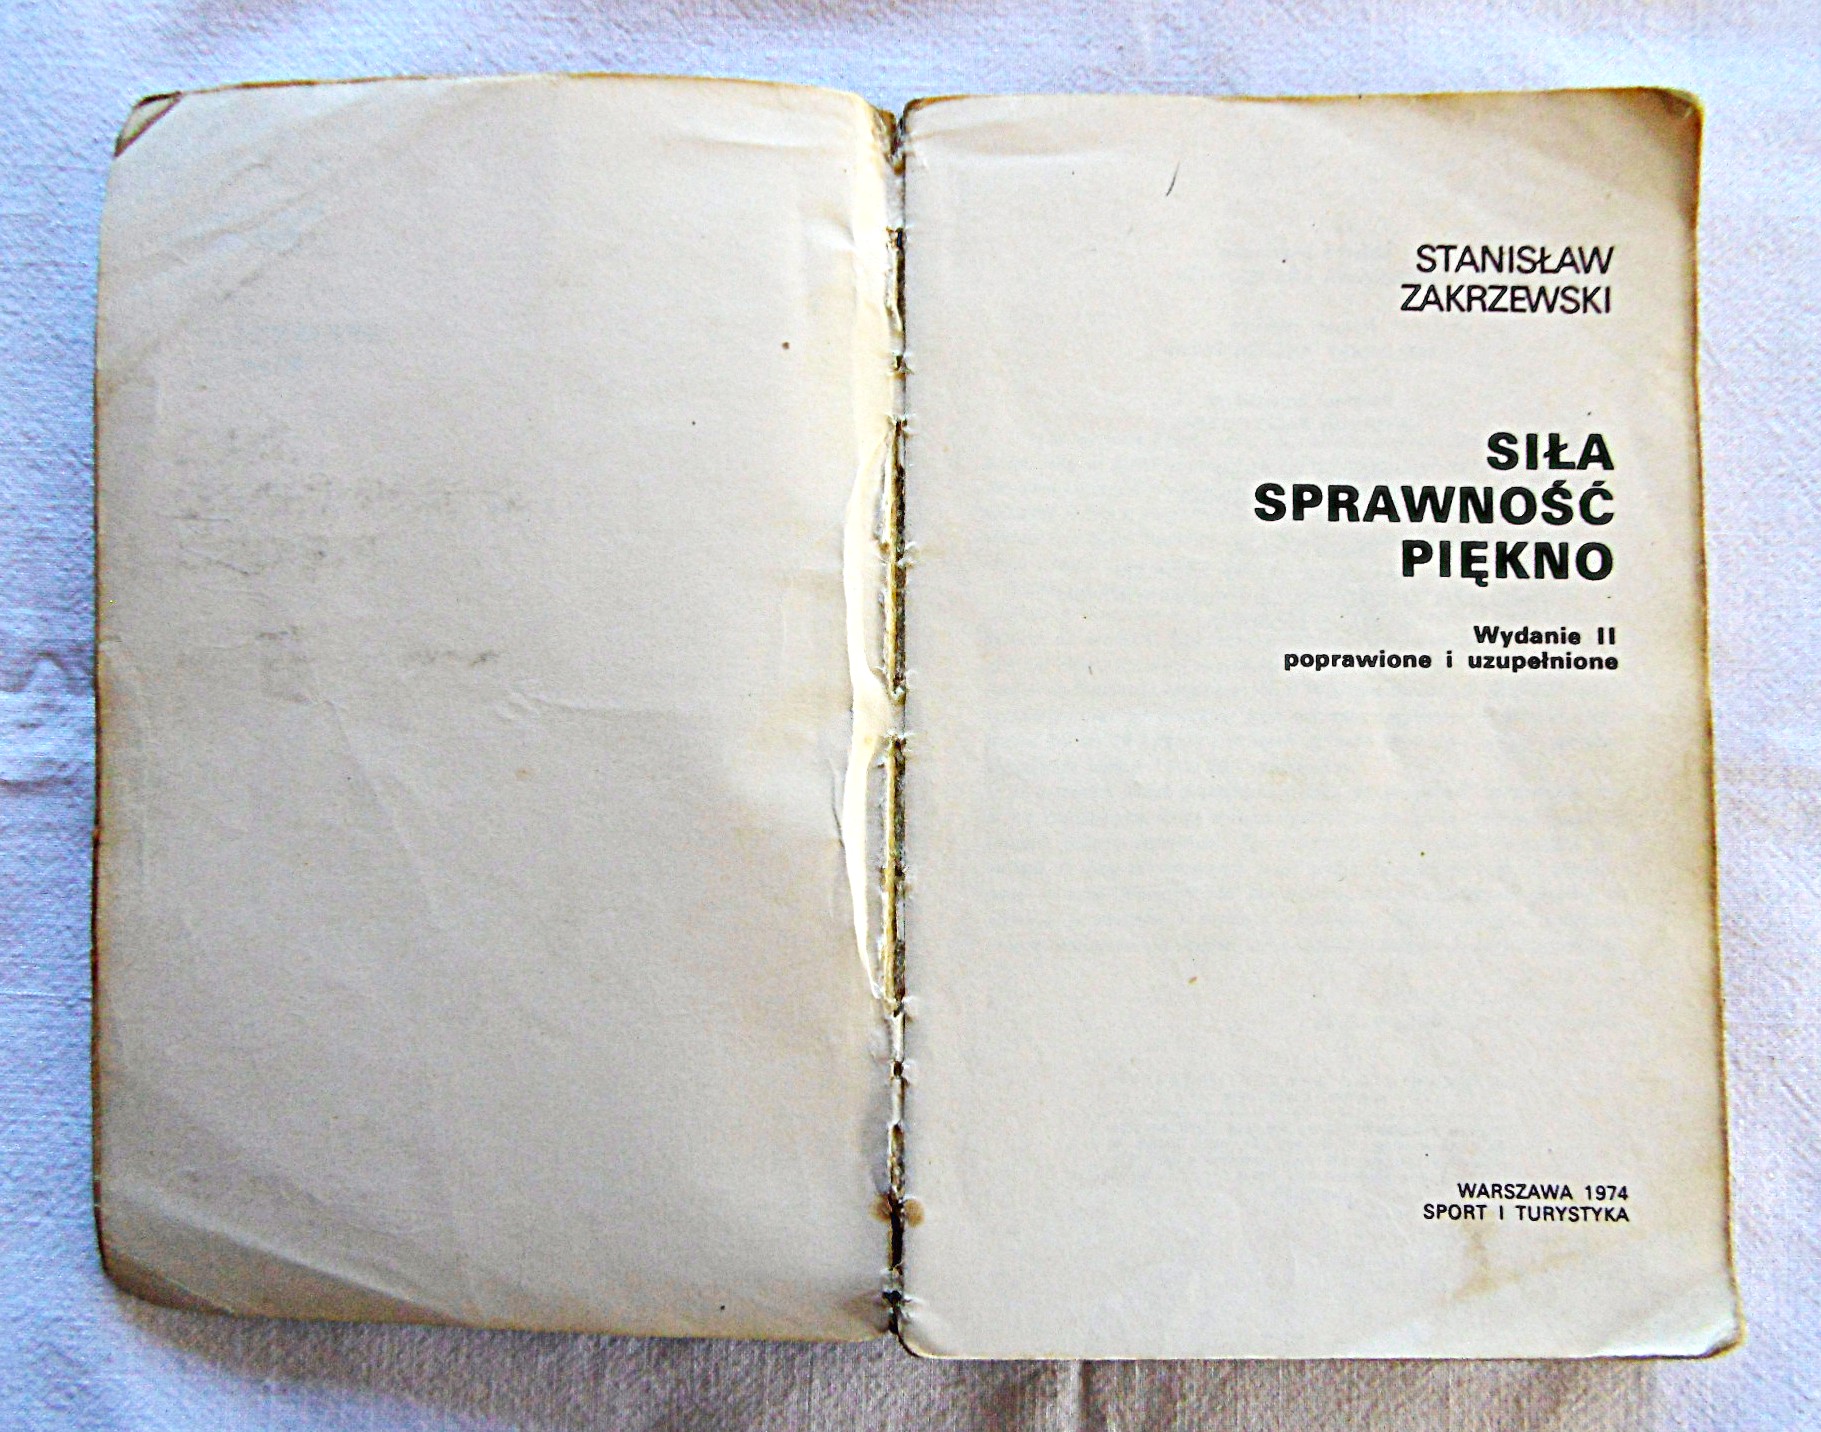 STANISŁAW
ZAKRZEWSKI
SIŁA
SPRAWNOŚĆ
PIĘKNO
Wydanie II
poprawione i uzupełnione
WARSZAWA 1974
SPORT I TURYSTYKA